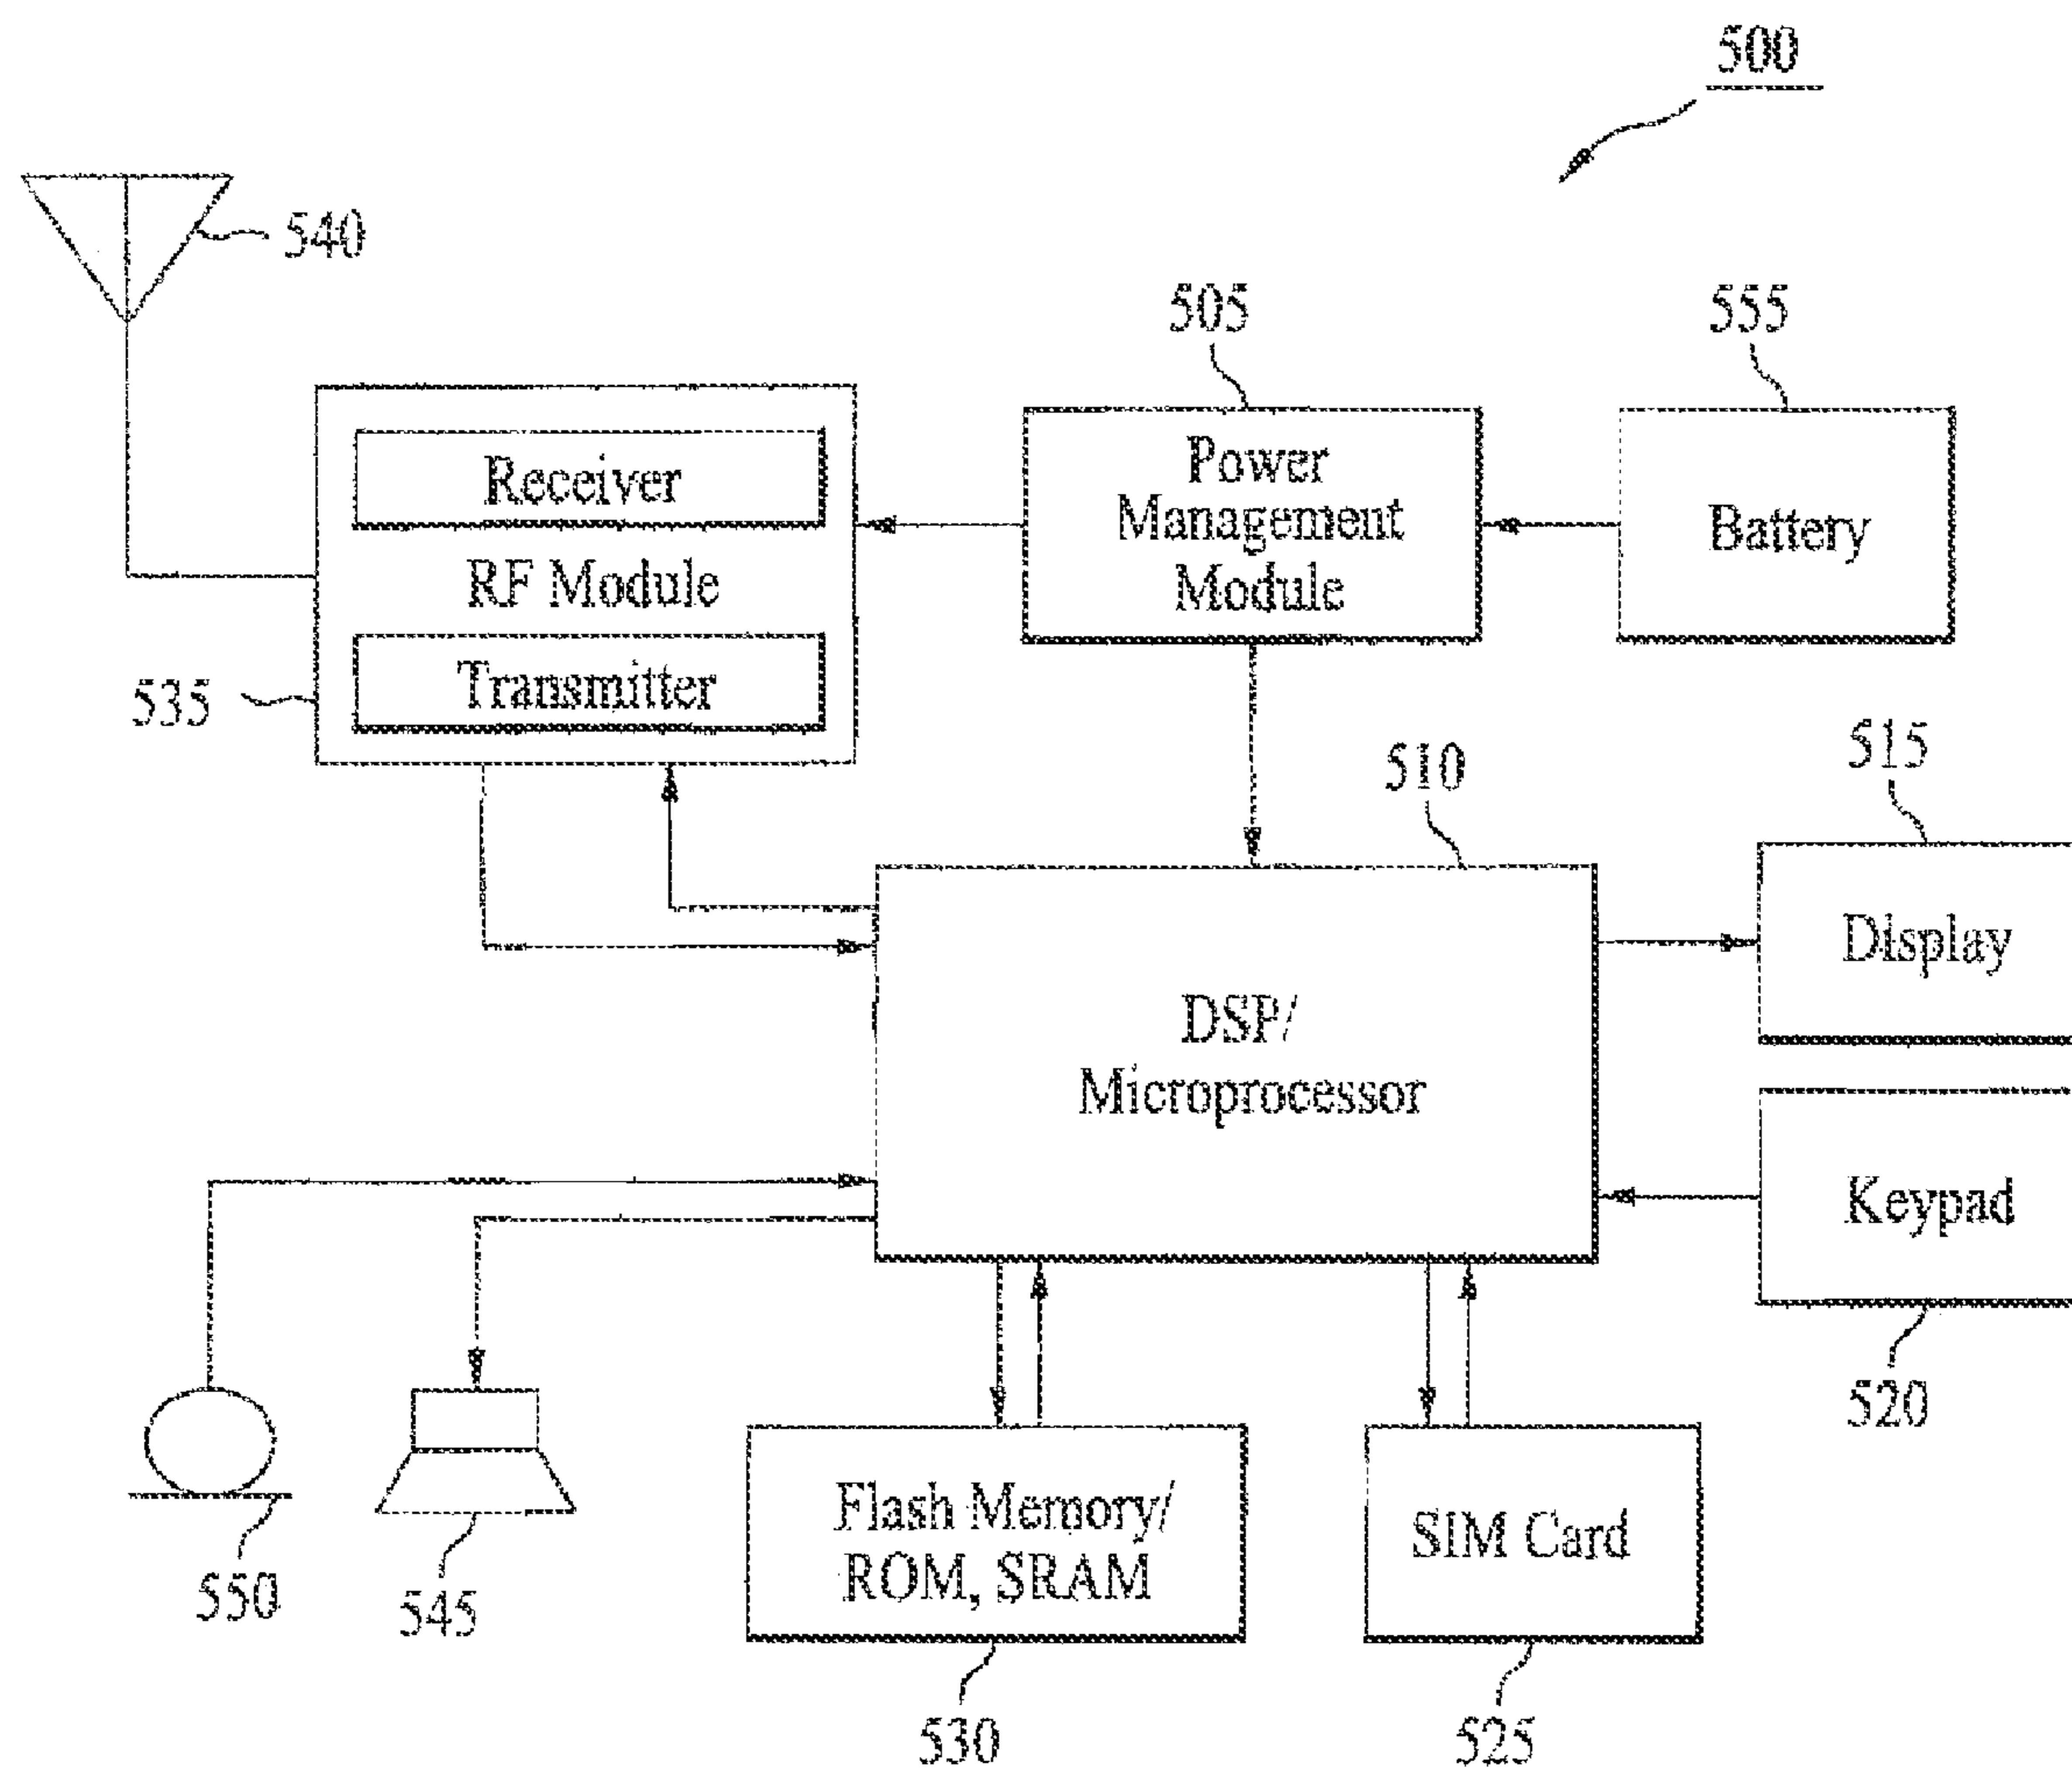 500
540
505
555
Receiver
RF Module
Transmitter
535
Power
Management
Module
Battery
510
515
DSP/
Microprocessor
Display
Keypad
520
550
545
Flash Memory/
ROM, SRAM
530
SIM Card
525